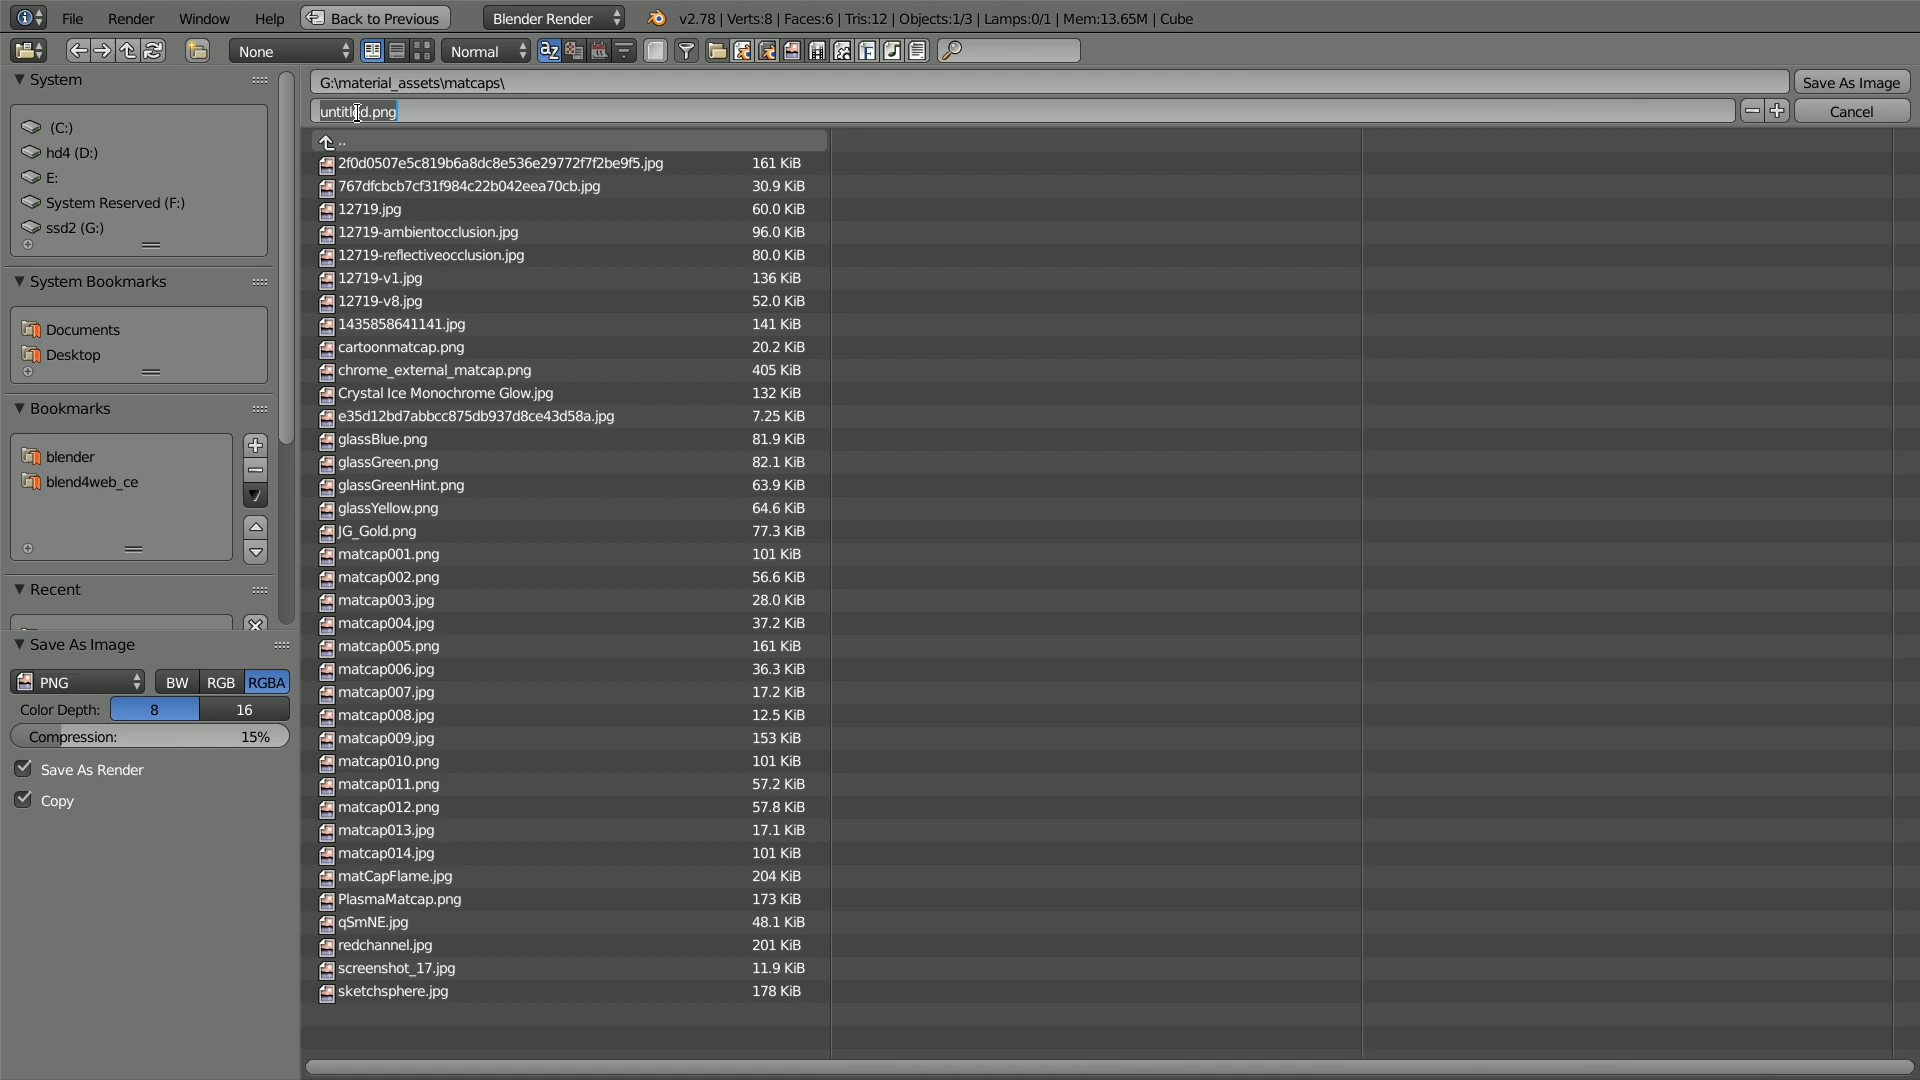 File Render Window Help Back to Previous Blender Render v2.78 | Verts:8 | Faces:6 | Tris:12 | Objects:1/3 | Lamps:0/1 | Mem:13.65M | Cube
None Normal az F
System
(C:)
hd4 (D:)
E:
System Reserved (F:)
ssd2 (G:)
System Bookmarks
Documents
Desktop
Bookmarks
blender
blend4web_ce
Recent
Save As Image
PNG BW RGB RGBA
Color Depth: 8 16
Compression: 15%
Save As Render
Copy
G:\material_assets\matcaps\ Save As Image
untitled.png Cancel
..
2f0d0507e5c819b6a8dc8e536e29772f7f2be9f5.jpg 161 KiB
767dfcbcb7cf31f984c22b042eea70cb.jpg 30.9 KiB
12719.jpg 60.0 KiB
12719-ambientocclusion.jpg 96.0 KiB
12719-reflectiveocclusion.jpg 80.0 KiB
12719-v1.jpg 136 KiB
12719-v8.jpg 52.0 KiB
1435858641141.jpg 141 KiB
cartoonmatcap.png 20.2 KiB
chrome_external_matcap.png 405 KiB
Crystal Ice Monochrome Glow.jpg 132 KiB
e35d12bd7abbcc875db937d8ce43d58a.jpg 7.25 KiB
glassBlue.png 81.9 KiB
glassGreen.png 82.1 KiB
glassGreenHint.png 63.9 KiB
glassYellow.png 64.6 KiB
JG_Gold.png 77.3 KiB
matcap001.png 101 KiB
matcap002.png 56.6 KiB
matcap003.jpg 28.0 KiB
matcap004.jpg 37.2 KiB
matcap005.png 161 KiB
matcap006.jpg 36.3 KiB
matcap007.jpg 17.2 KiB
matcap008.jpg 12.5 KiB
matcap009.jpg 153 KiB
matcap010.png 101 KiB
matcap011.png 57.2 KiB
matcap012.png 57.8 KiB
matcap013.jpg 17.1 KiB
matcap014.jpg 101 KiB
matCapFlame.jpg 204 KiB
PlasmaMatcap.png 173 KiB
qSmNE.jpg 48.1 KiB
redchannel.jpg 201 KiB
screenshot_17.jpg 11.9 KiB
sketchsphere.jpg 178 KiB